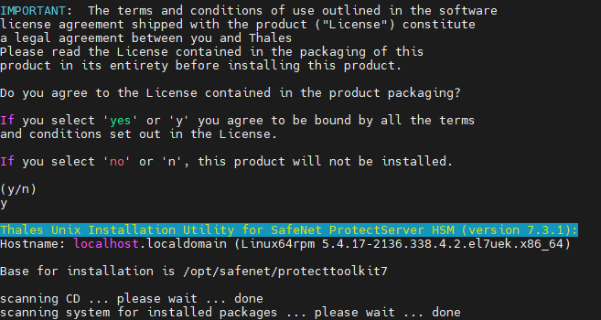 IMPORTANT:  The terms and conditions of use outlined in the software
license agreement shipped with the product ("License") constitute
a legal agreement between you and Thales
Please read the License contained in the packaging of this
product in its entirety before installing this product.
Do you agree to the License contained in the product packaging?
If you select 'yes' or 'y' you agree to be bound by all the terms
and conditions set out in the License.
If you select 'no' or 'n', this product will not be installed.
(y/n)
y
Thales Unix Installation Utility for SafeNet ProtectServer HSM (version 7.3.1):
Hostname: localhost.localdomain (Linux64rpm 5.4.17-2136.338.4.2.el7uek.x86_64)
Base for installation is /opt/safenet/protecttoolkit7
scanning CD ... please wait ... done
scanning system for installed packages ... please wait ... done